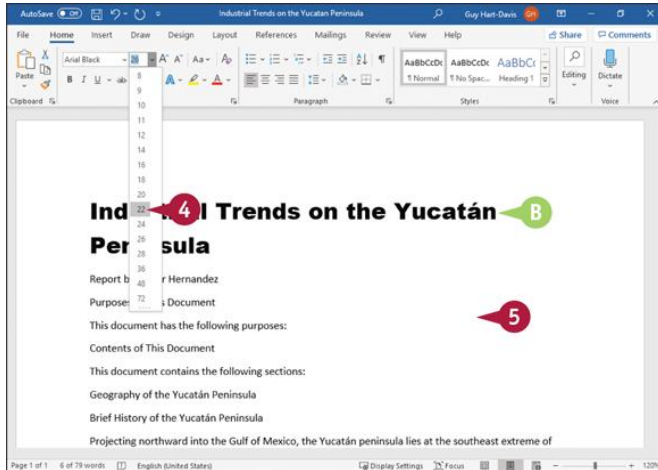 AutoSave Off Industrial Trends on the Yucatan Peninsula Guy Hart-Davis GH
File Home Insert Draw Design Layout References Mailings Review View Help Share Comments
Paste Arial Black A A Aa A AaBbCcDc AaBbCcDc AaBbCc Editing Dictate
B I U ab A A ¶ Normal ¶ No Spac... Heading 1
Clipboard Paragraph Styles Voice
8
9
10
11
12
14
16
18
20
22
24
26
28
36
48
72
4
B
5
Ind l Trends on the Yucatán
Pen sula
Report b r Hernandez
Purpose s Document
This document has the following purposes:
Contents of This Document
This document contains the following sections:
Geography of the Yucatán Peninsula
Brief History of the Yucatán Peninsula
Projecting northward into the Gulf of Mexico, the Yucatán peninsula lies at the southeast extreme of
Page 1 of 1 6 of 79 words English (United States) Display Settings Focus 120%